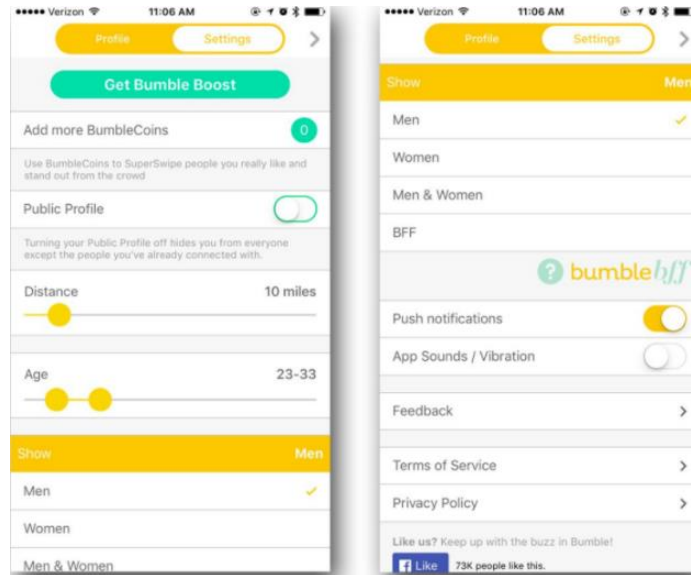 Verizon 11:06 AM
Profile Settings
Get Bumble Boost
Add more BumbleCoins 0
Use BumbleCoins to SuperSwipe people you really like and
stand out from the crowd
Public Profile
Turning your Public Profile off hides you from everyone
except the people you've already connected with.
Distance 10 miles
Age 23-33
Show Men
Men
Women
Men & Women
Verizon 11:06 AM
Profile Settings
Show Men
Men
Women
Men & Women
BFF
? bumble bff
Push notifications
App Sounds / Vibration
Feedback
Terms of Service
Privacy Policy
Like us? Keep up with the buzz in Bumble!
f Like 73K people like this.